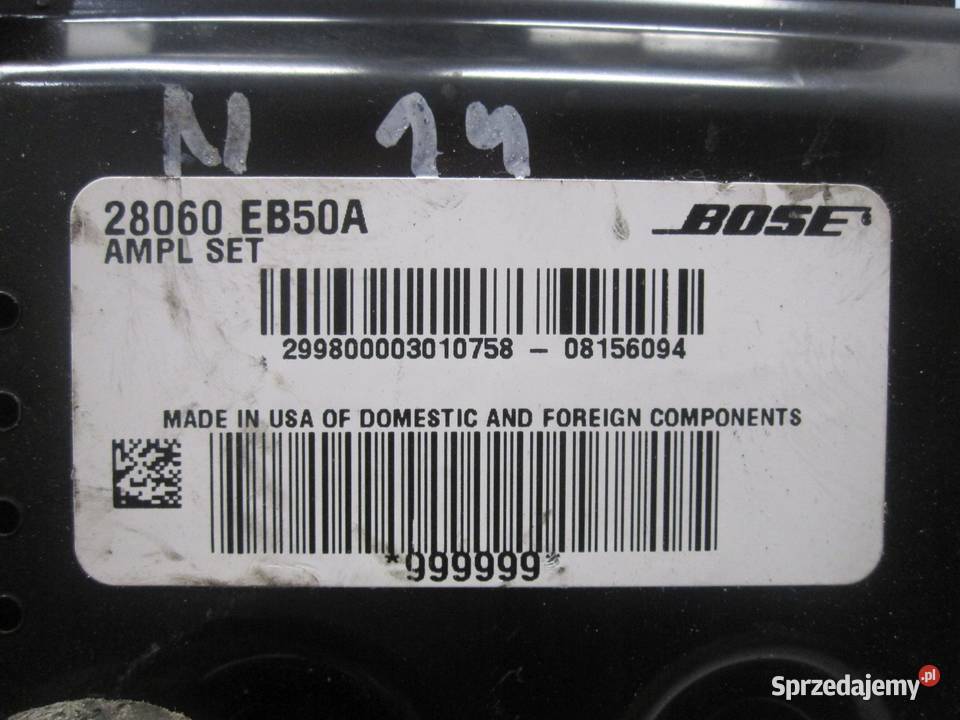 N 14
28060 EB50A
BOSE
AMPL SET
299800003010758 - 08156094
MADE IN USA OF DOMESTIC AND FOREIGN COMPONENTS
*999999*
Sprzedajemy.pl